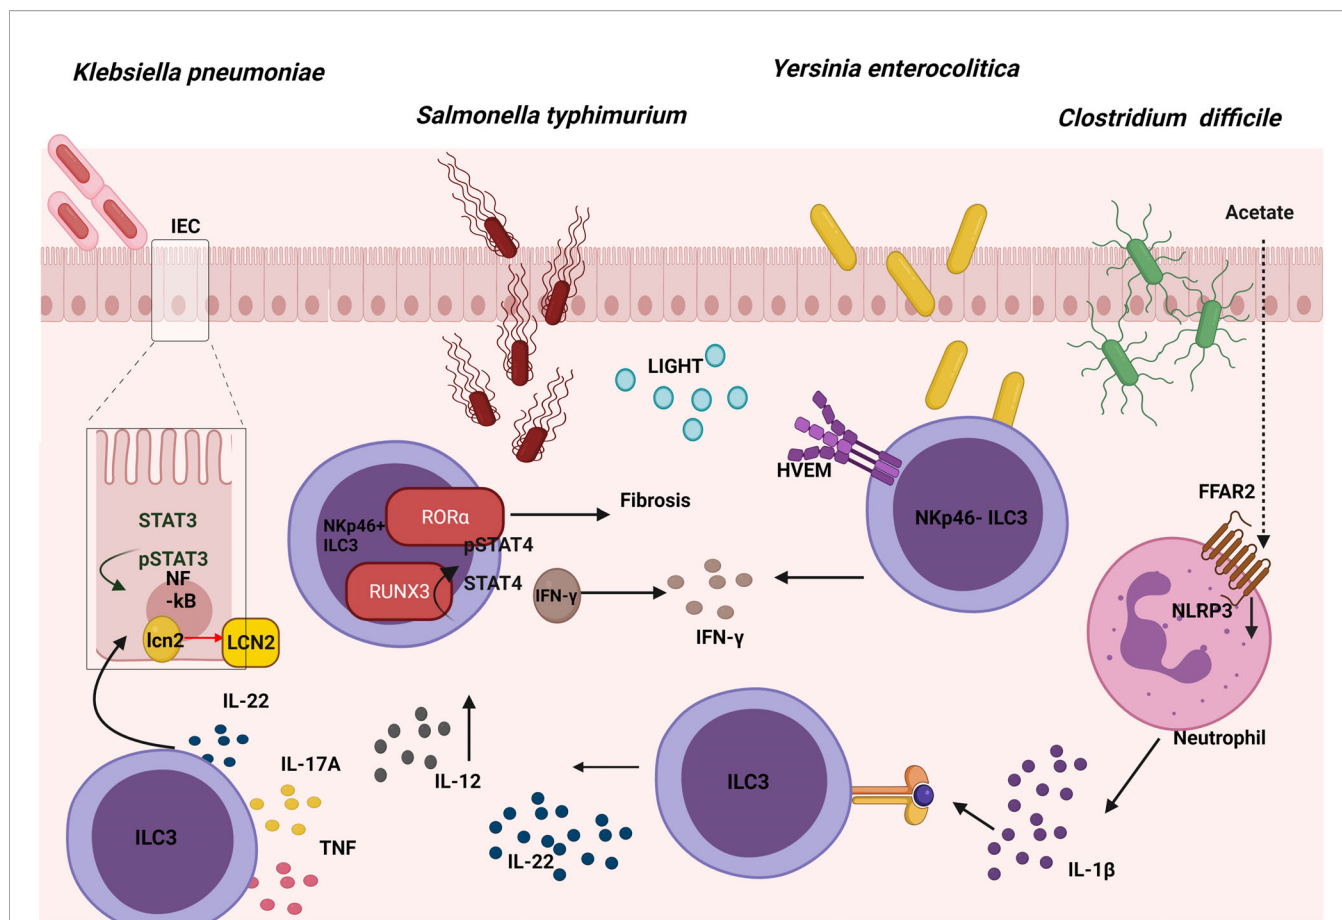 Klebsiella pneumoniae
Yersinia enterocolitica
Salmonella typhimurium
Clostridium difficile
IEC
Acetate
LIGHT
HVEM
NKp46- ILC3
FFAR2
NLRP3
Neutrophil
STAT3
pSTAT3
NF
-kB
lcn2
LCN2
NKp46+
ILC3
RORα
pSTAT4
RUNX3
STAT4
Fibrosis
IFN-γ
IFN-γ
IL-22
IL-17A
TNF
ILC3
IL-12
IL-22
ILC3
IL-1β